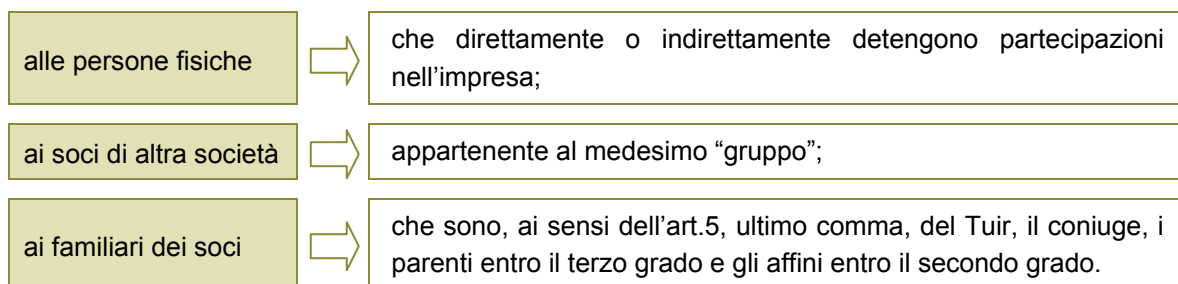 alle persone fisiche
che direttamente o indirettamente detengono partecipazioni
nell’impresa;
ai soci di altra società
appartenente al medesimo “gruppo”;
ai familiari dei soci
che sono, ai sensi dell’art.5, ultimo comma, del Tuir, il coniuge, i
parenti entro il terzo grado e gli affini entro il secondo grado.